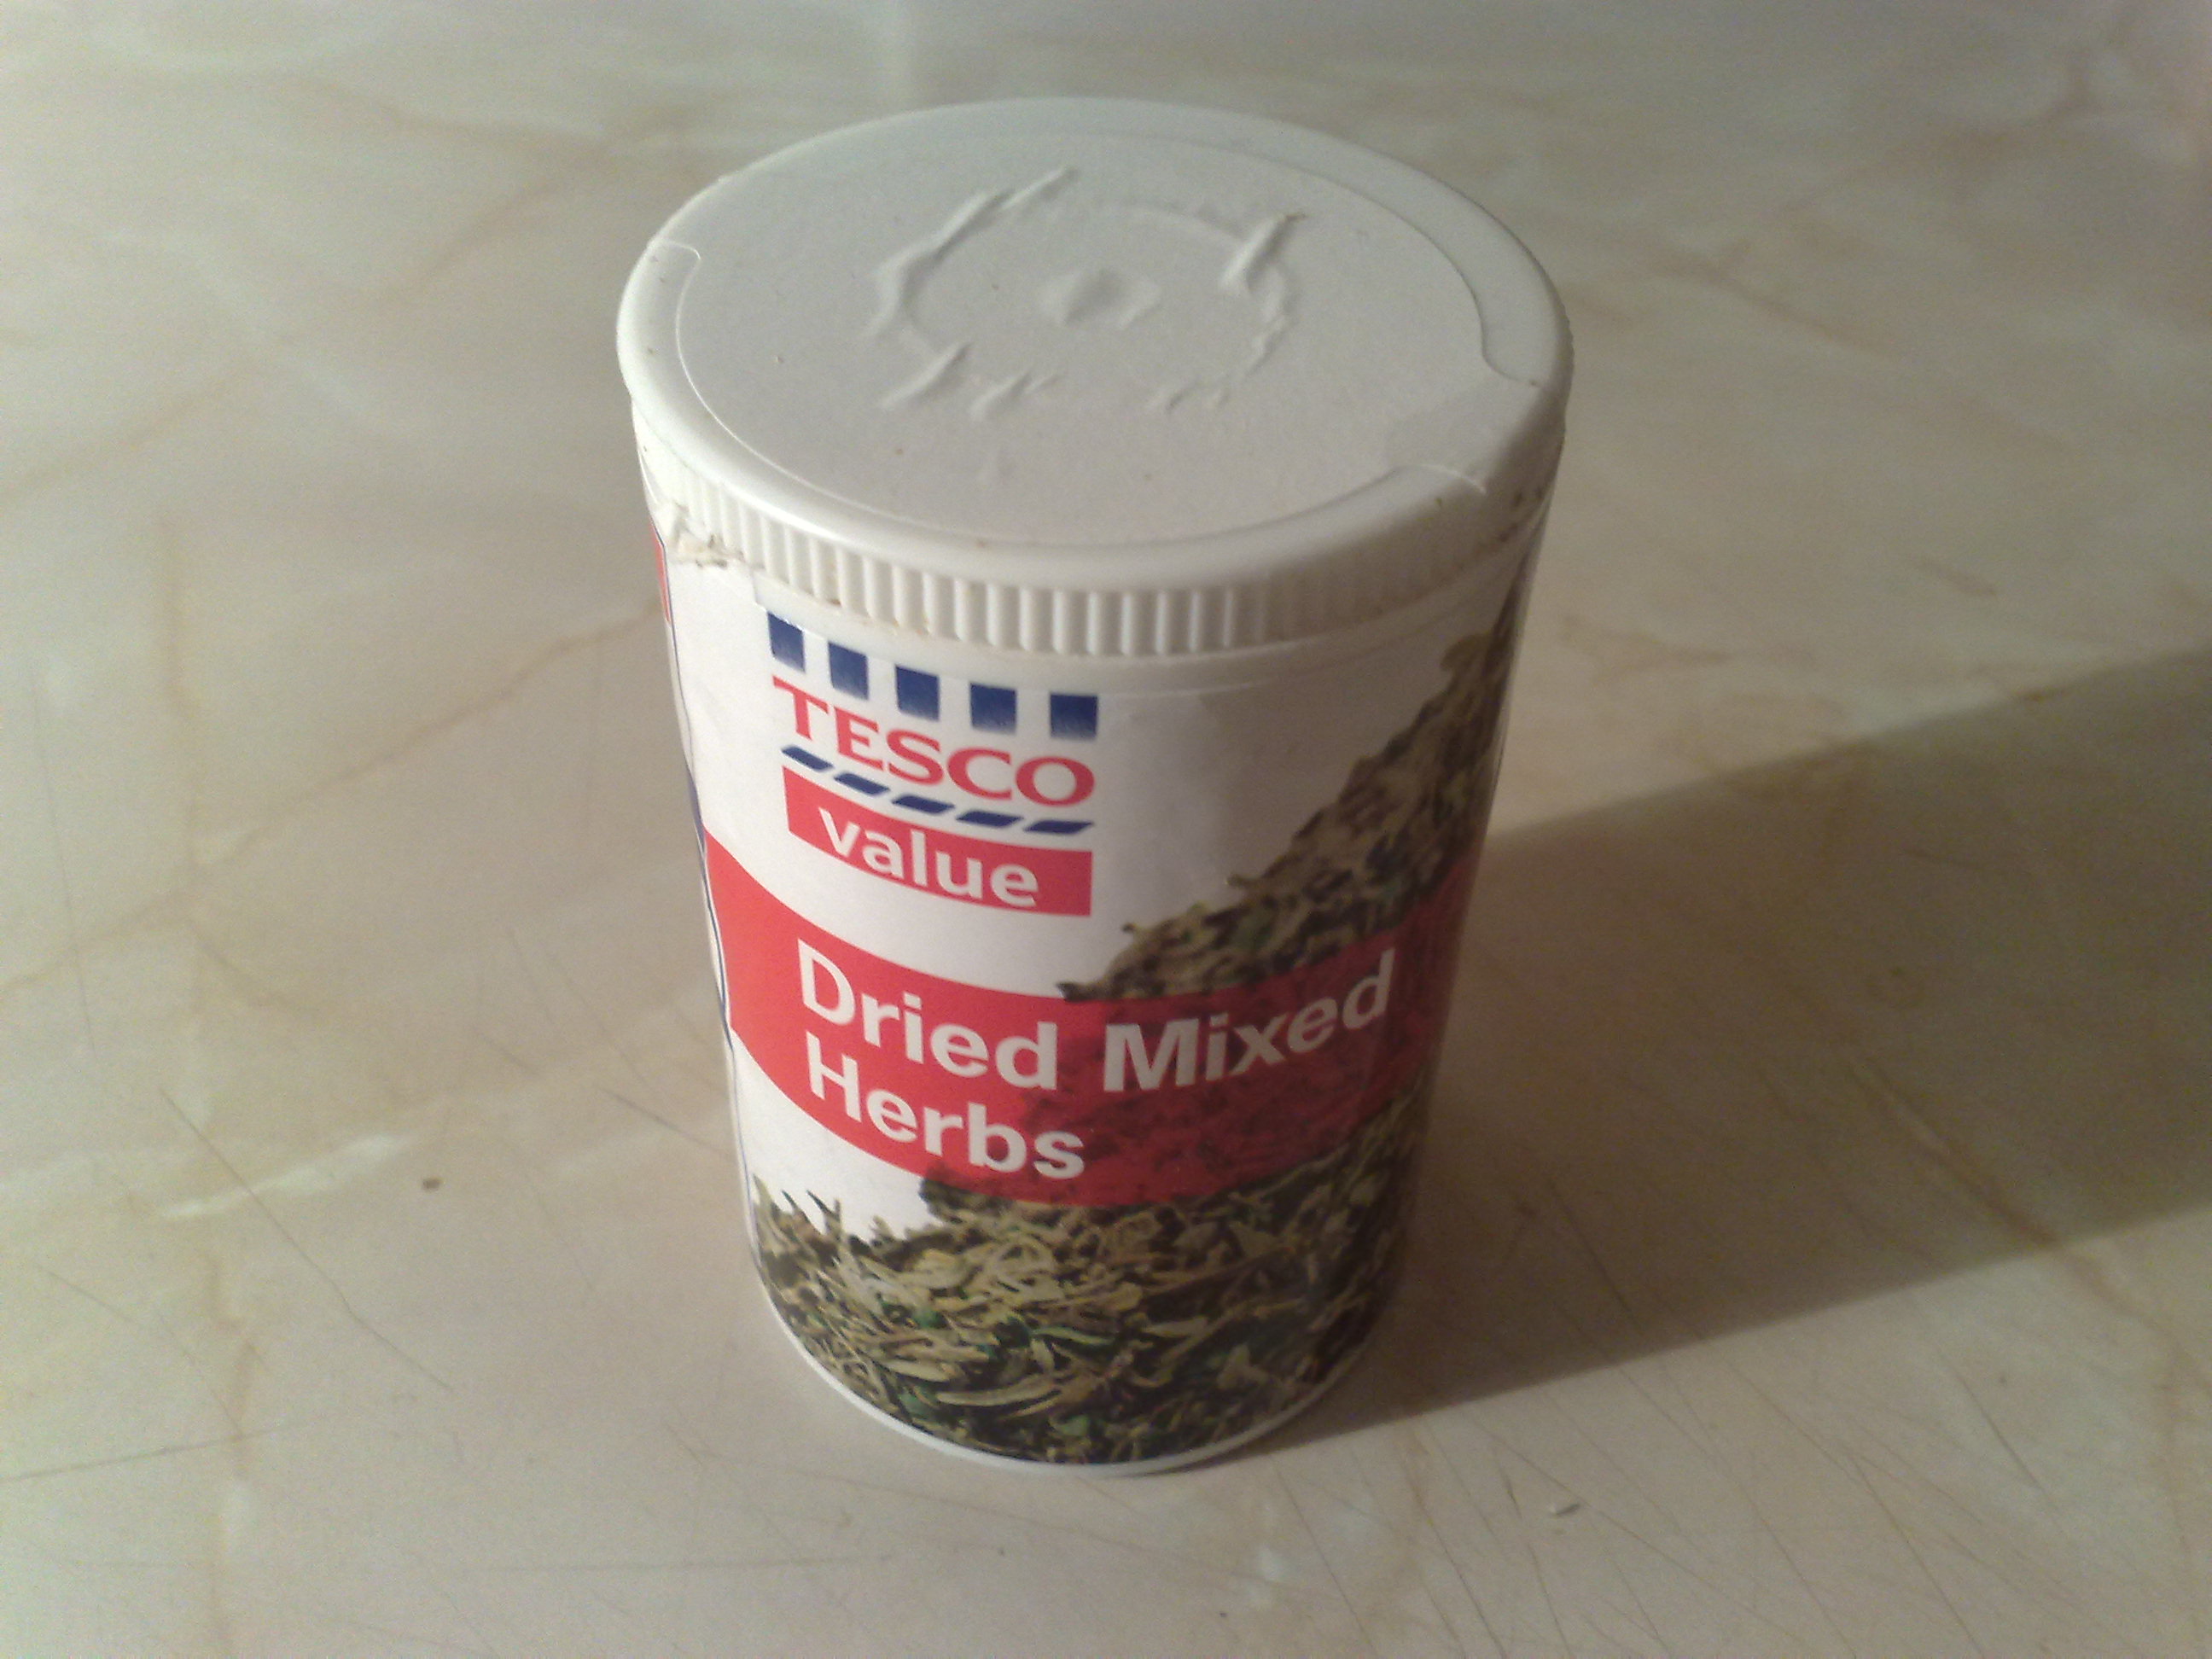 TESCO
value
Dried Mixed
Herbs